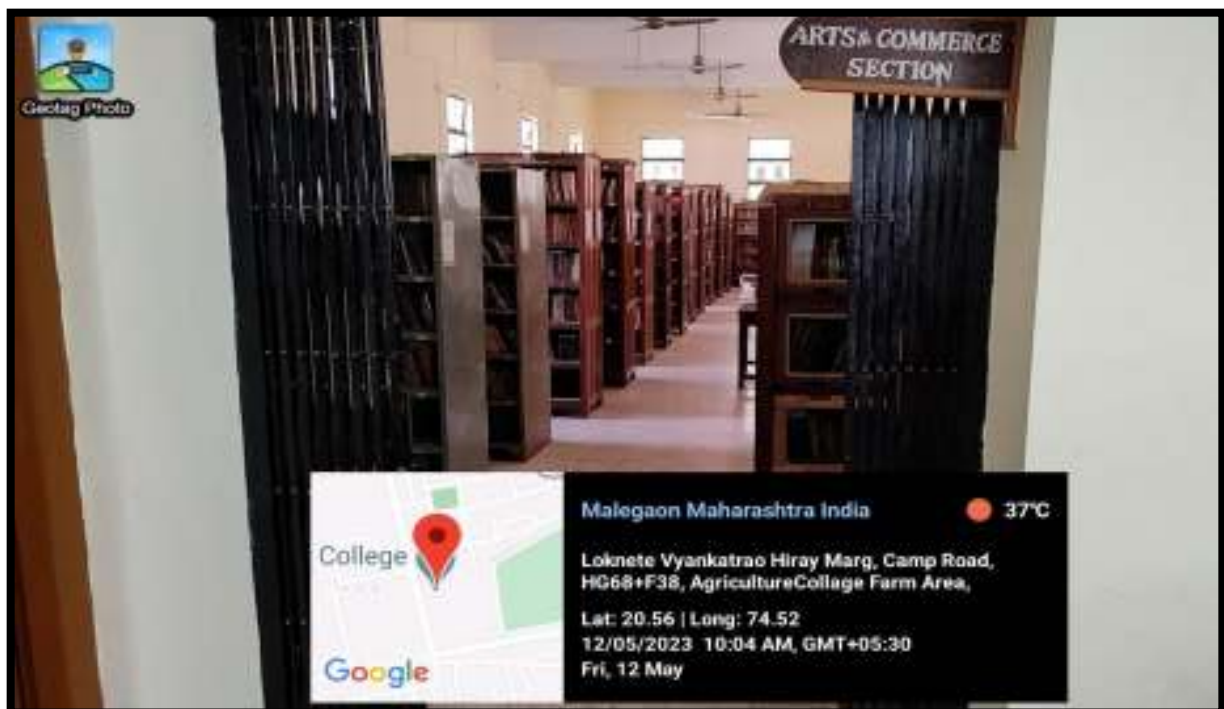 Geotag Photo
ARTS & COMMERCE
SECTION
College
Google
Malegaon Maharashtra India
37°C
Loknete Vyankatrao Hiray Marg, Camp Road,
HG68+F38, AgricultureCollage Farm Area,
Lat: 20.56 | Long: 74.52
12/05/2023 10:04 AM, GMT+05:30
Fri, 12 May